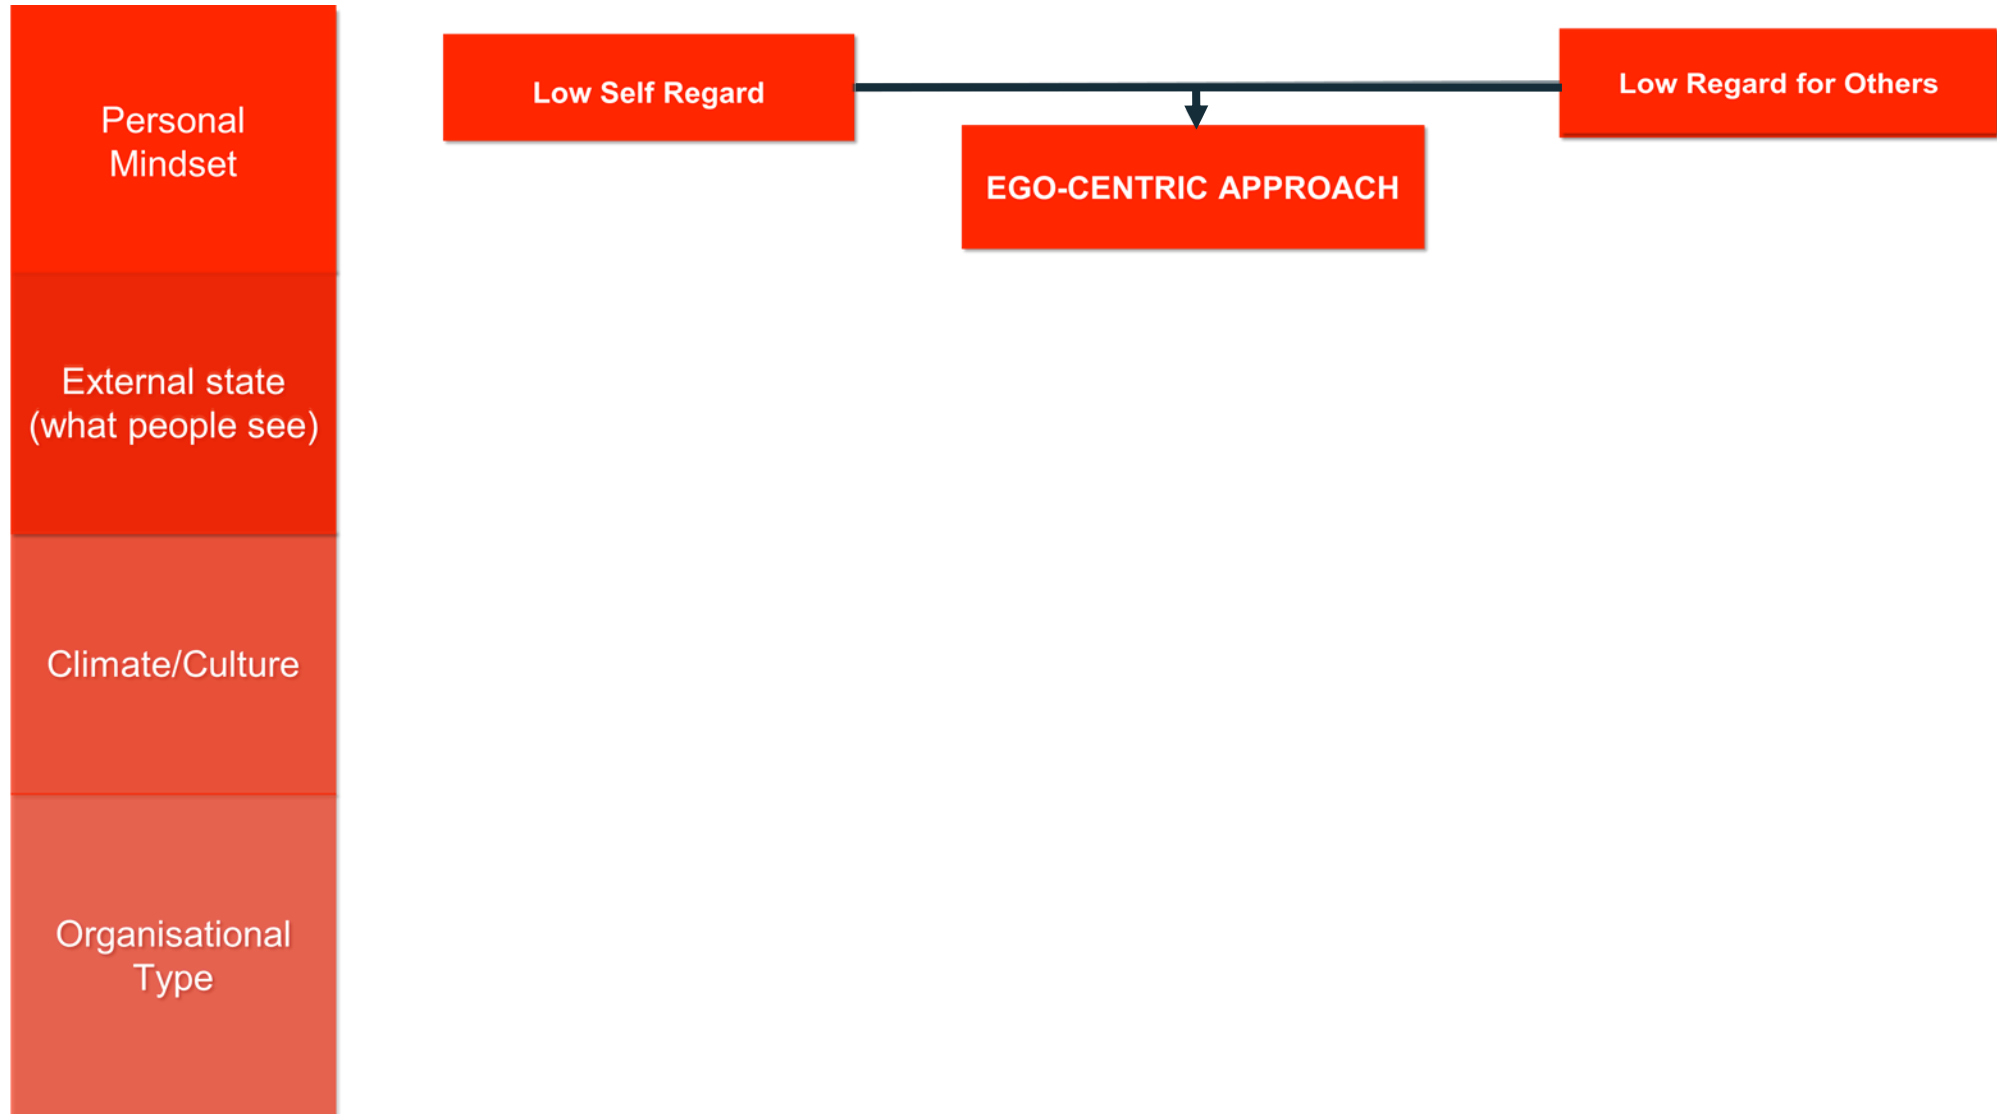 Personal
Mindset
Low Self Regard
Low Regard for Others
EGO-CENTRIC APPROACH
External state
(what people see)
Climate/Culture
Organisational
Type